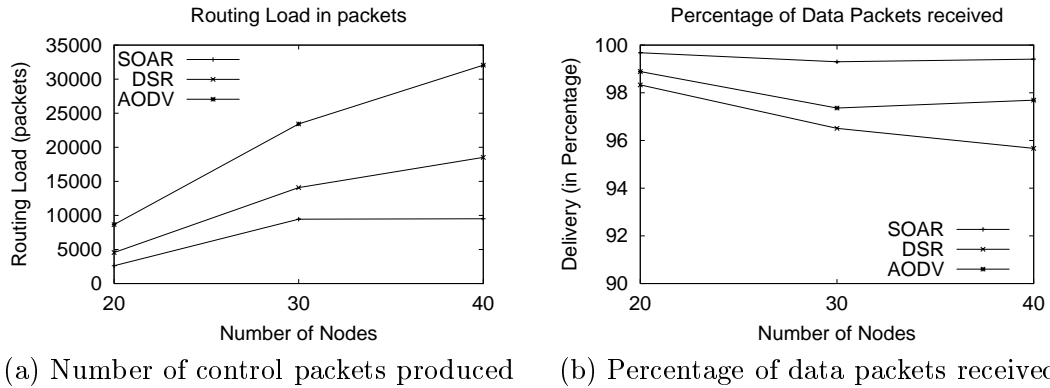 Routing Load in packets
35000
30000
25000
20000
15000
10000
5000
0
SOAR
DSR
AODV
Routing Load (packets)
20 30 40
Number of Nodes
(a) Number of control packets produced
Percentage of Data Packets received
100
98
96
94
92
90
Delivery (in Percentage)
SOAR
DSR
AODV
20 30 40
Number of Nodes
(b) Percentage of data packets received